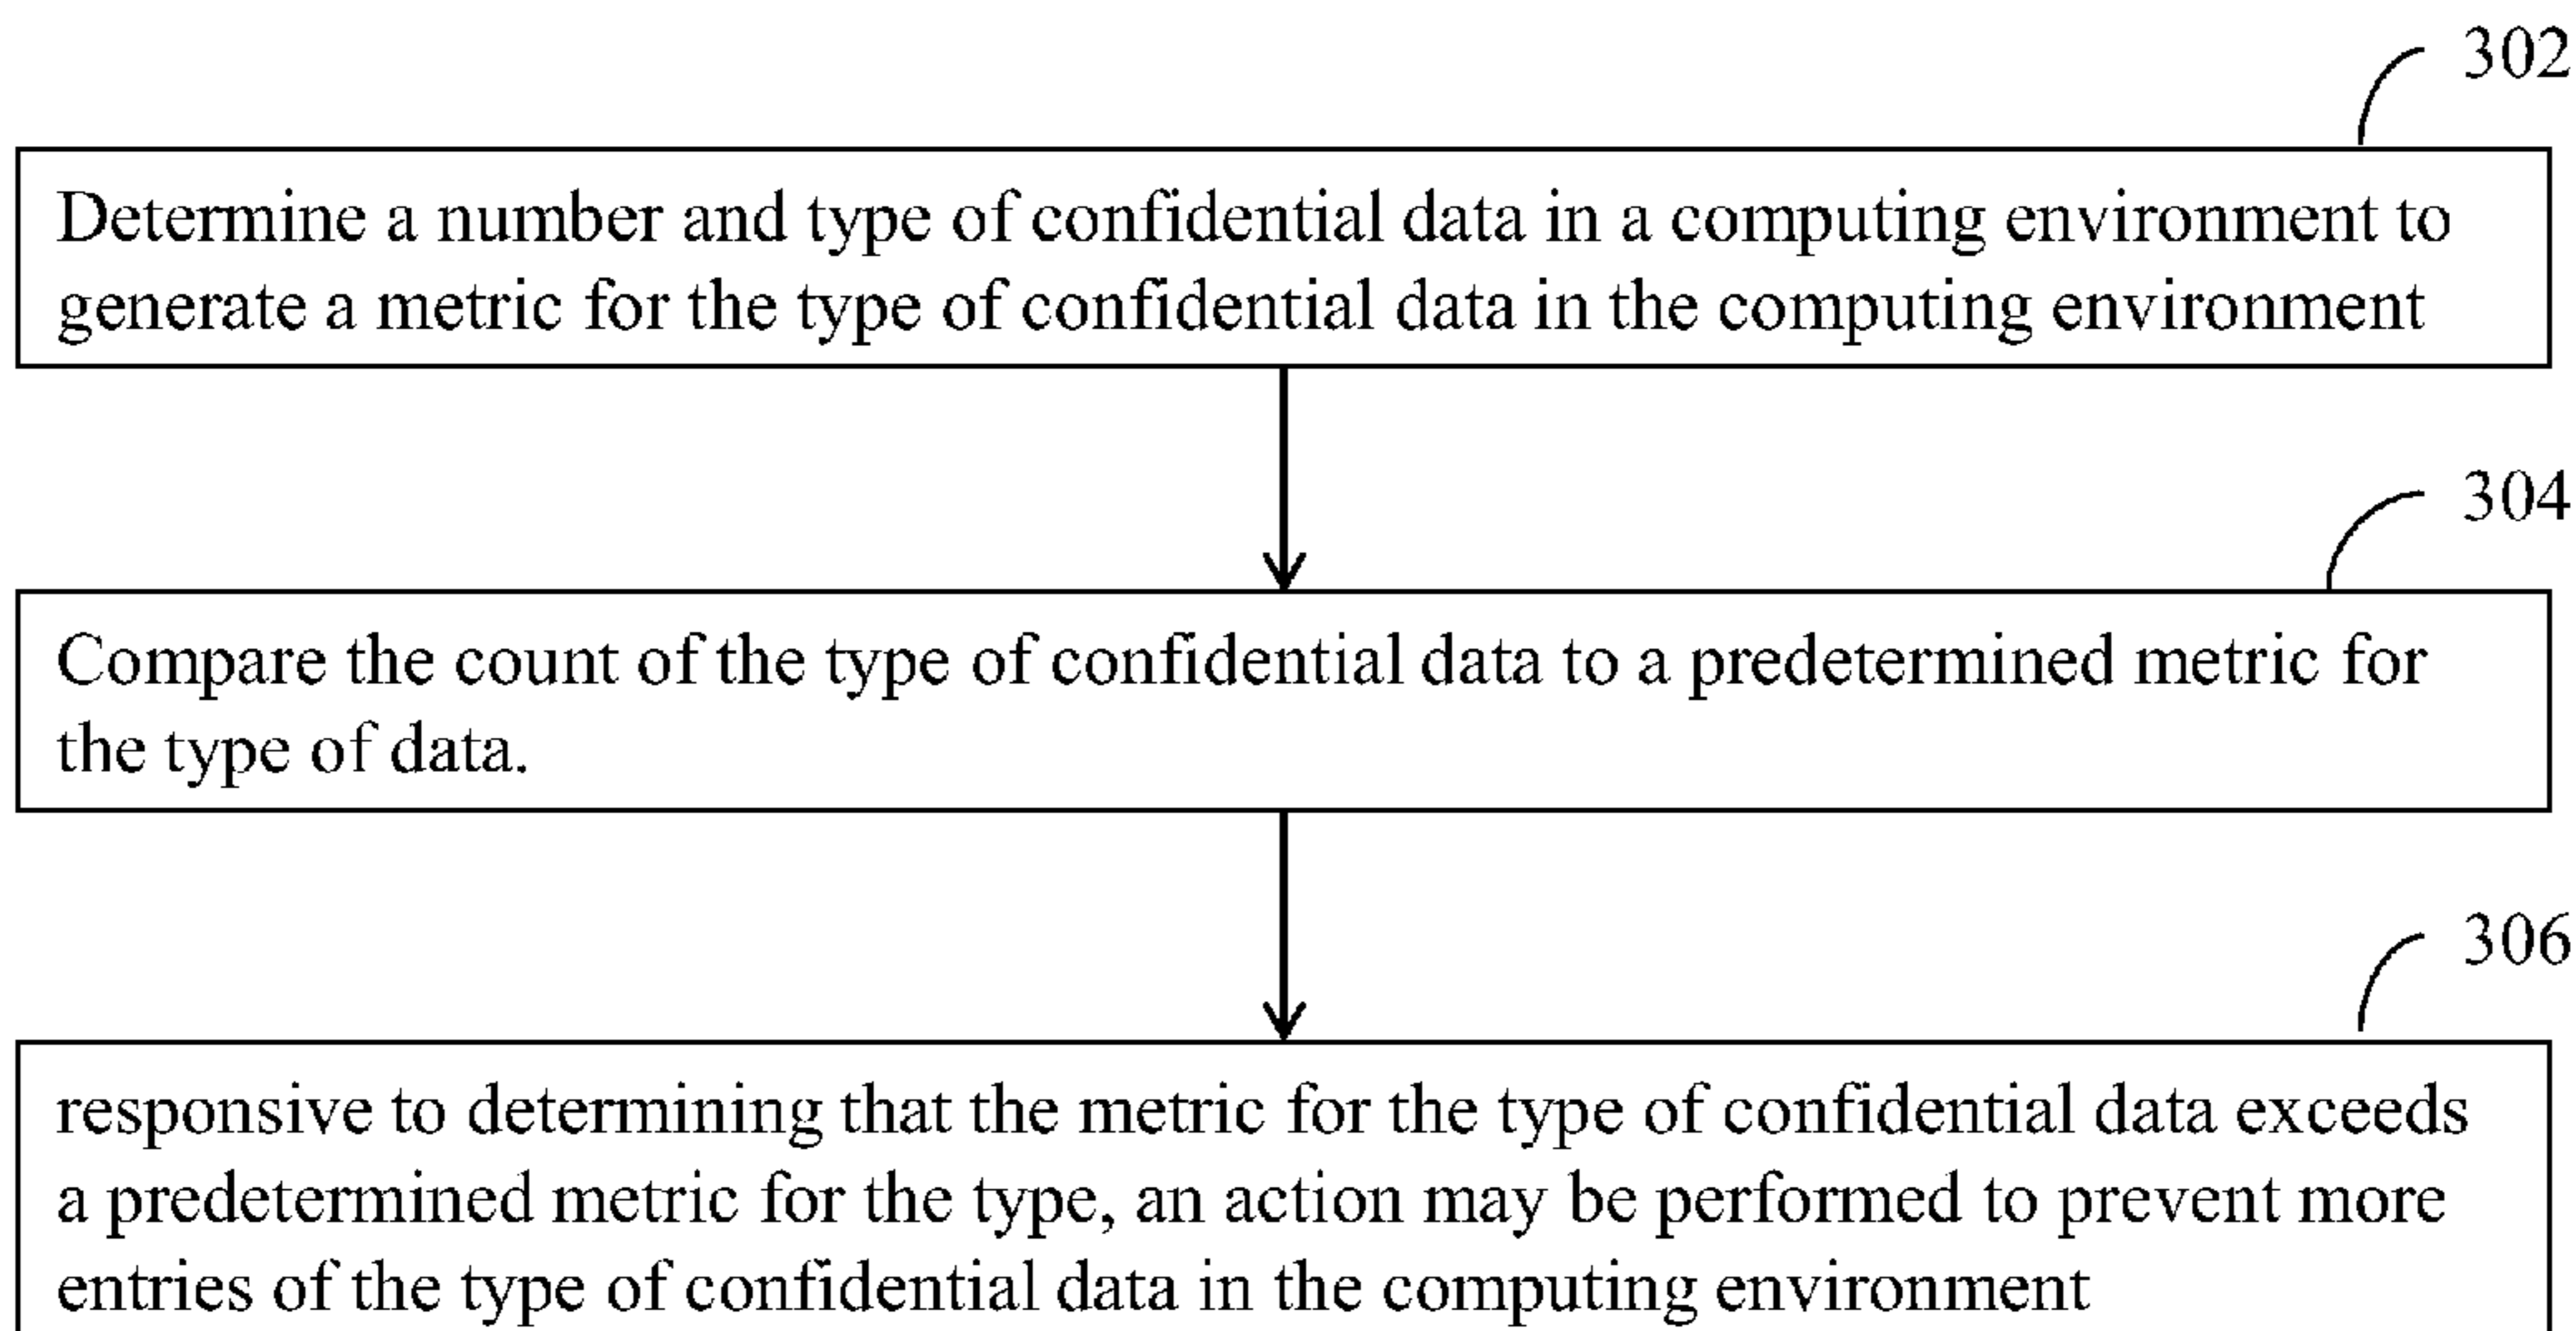 302
Determine a number and type of confidential data in a computing environment to
generate a metric for the type of confidential data in the computing environment
304
Compare the count of the type of confidential data to a predetermined metric for
the type of data.
306
responsive to determining that the metric for the type of confidential data exceeds
a predetermined metric for the type, an action may be performed to prevent more
entries of the type of confidential data in the computing environment